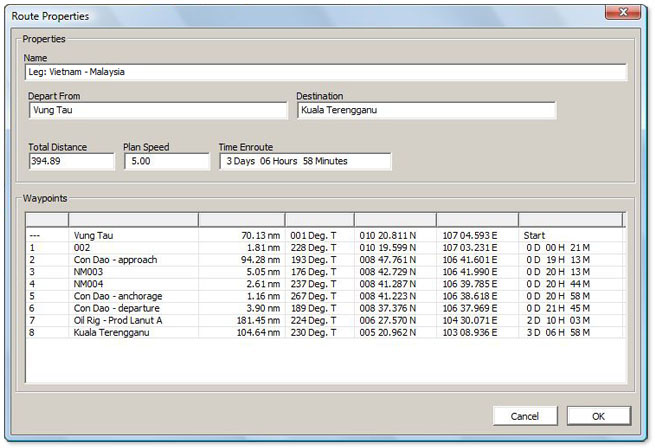 Route Properties
Properties
Name
Leg: Vietnam - Malaysia
Depart From Destination
Vung Tau Kuala Terengganu
Total Distance Plan Speed Time Enroute
394.89 5.00 3 Days 06 Hours 58 Minutes
Waypoints
--- Vung Tau 70.13 nm 001 Deg. T 010 20.811 N 107 04.593 E Start
1 002 1.81 nm 228 Deg. T 010 19.599 N 107 03.231 E 0 D 00 H 21 M
2 Con Dao - approach 94.28 nm 193 Deg. T 008 47.761 N 106 41.601 E 0 D 19 H 13 M
3 NM003 5.05 nm 176 Deg. T 008 42.729 N 106 41.990 E 0 D 20 H 13 M
4 NM004 2.61 nm 237 Deg. T 008 41.287 N 106 39.785 E 0 D 20 H 44 M
5 Con Dao - anchorage 1.16 nm 267 Deg. T 008 41.223 N 106 38.618 E 0 D 20 H 58 M
6 Con Dao - departure 3.90 nm 189 Deg. T 008 37.376 N 106 37.969 E 0 D 21 H 45 M
7 Oil Rig - Prod Lanut A 181.45 nm 224 Deg. T 006 27.570 N 104 30.071 E 2 D 10 H 03 M
8 Kuala Terengganu 104.64 nm 230 Deg. T 005 20.962 N 103 08.936 E 3 D 06 H 58 M
Cancel OK